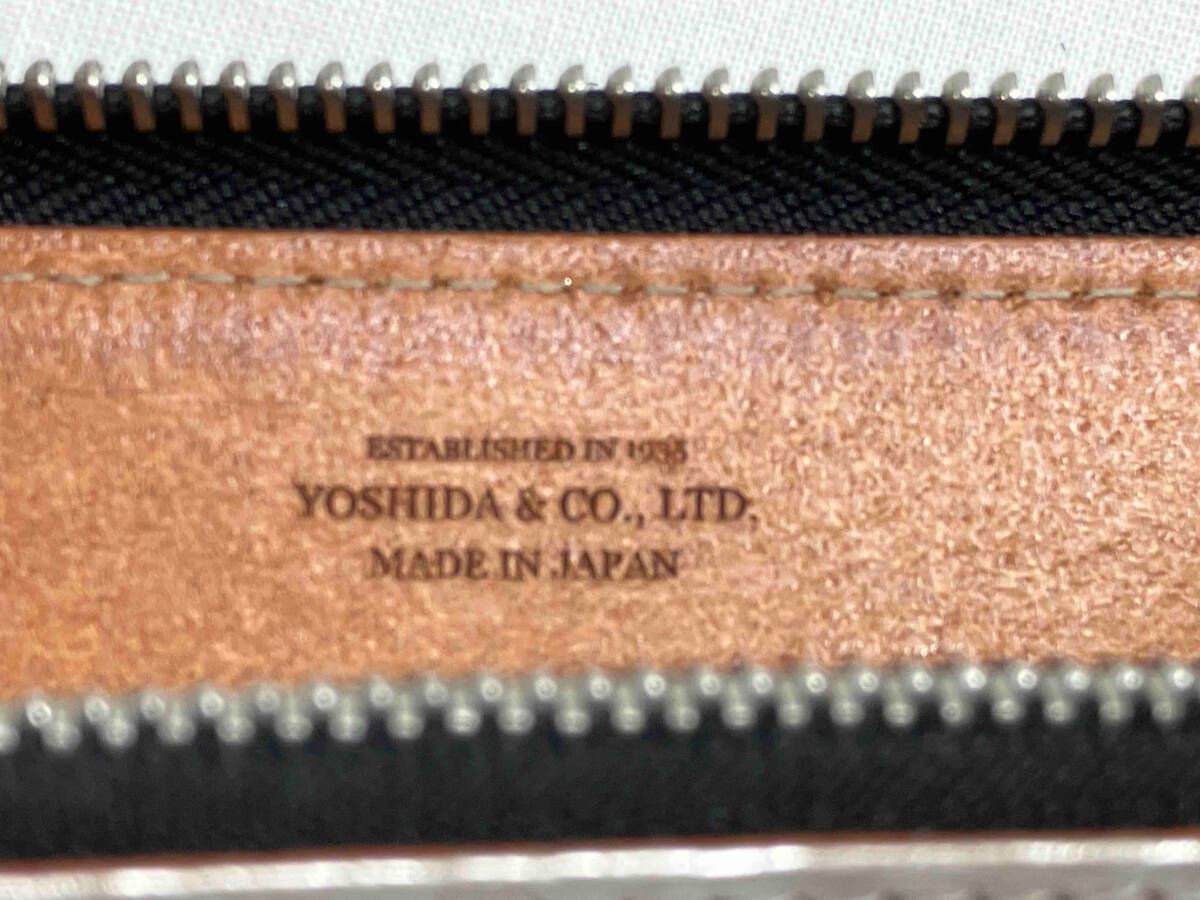 ESTABLISHED IN 1935
YOSHIDA & CO., LTD.
MADE IN JAPAN